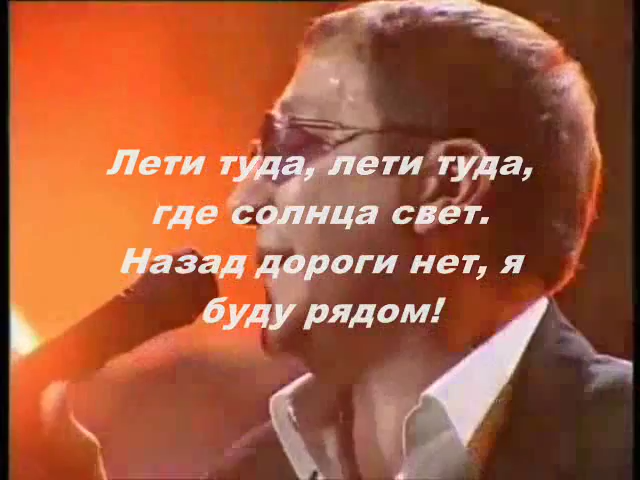 Лети туда, лети туда,
где солнца свет.
Назад дороги нет, я
буду рядом!